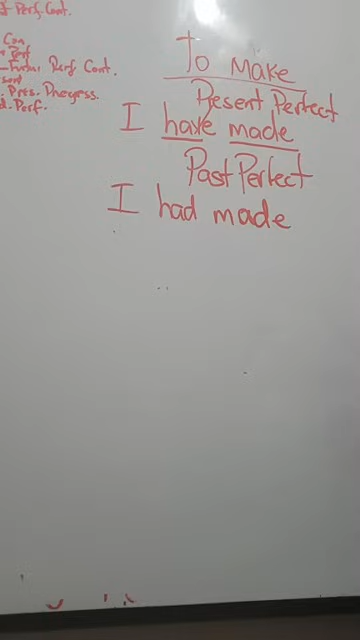 Perf. Cont.
Con
Perf
Futur. Perf Cont.
. Pres. Progress.
. Perf.
To Make
Present Perfect
I have made
Past Perfect
I had made